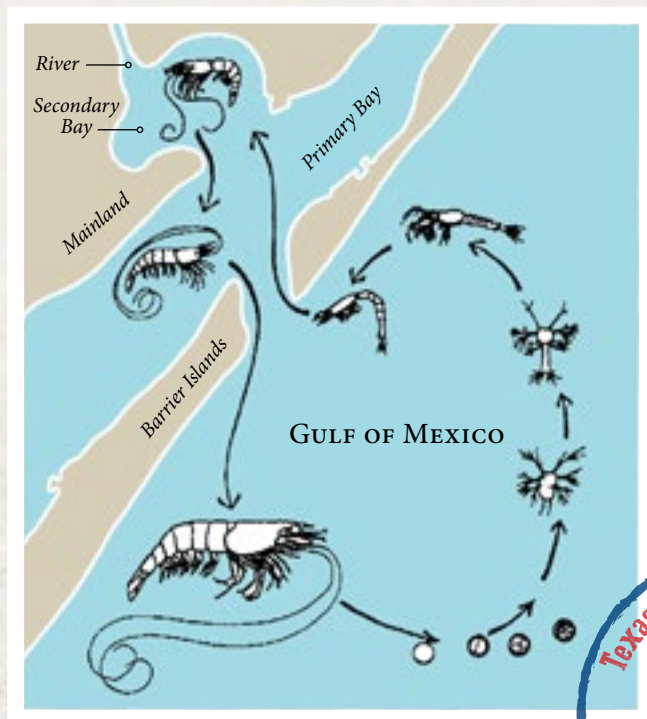 River
Secondary
Bay
Primary Bay
Mainland
Barrier Islands
Gulf of Mexico